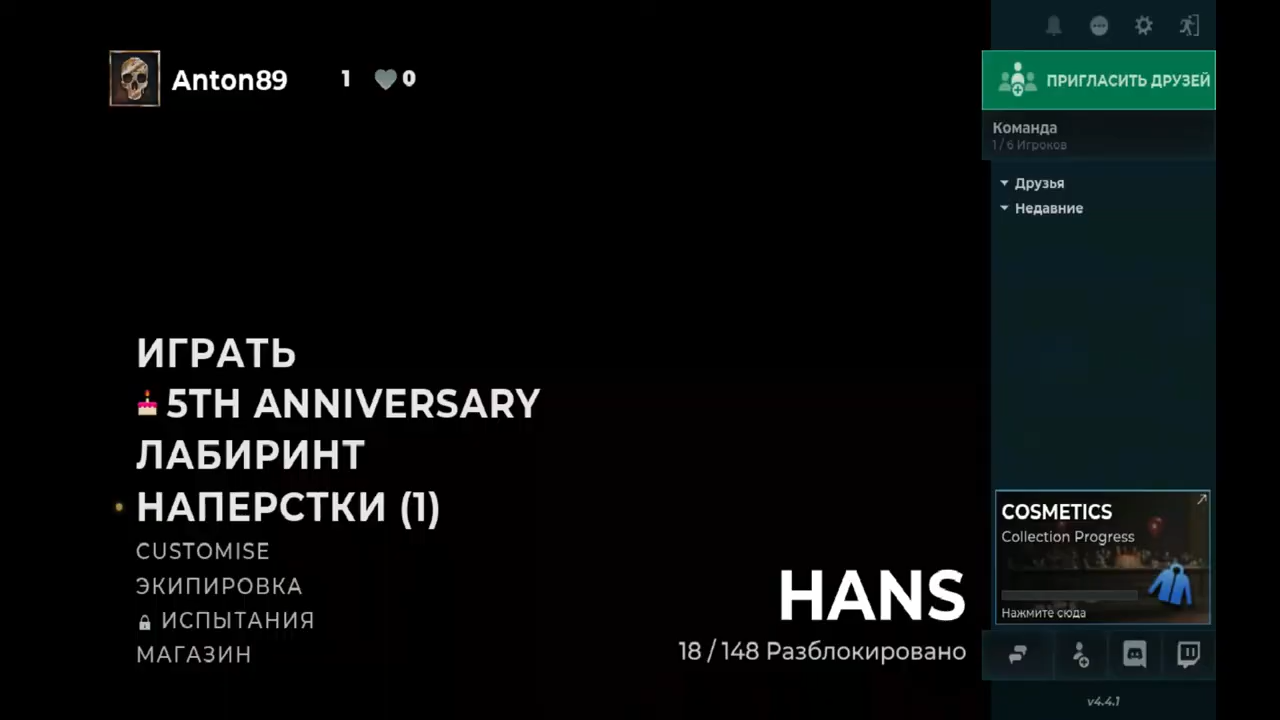 Anton89
1
0
ПРИГЛАСИТЬ ДРУЗЕЙ
Команда
1 / 6 Игроков
Друзья
Недавние
ИГРАТЬ
5TH ANNIVERSARY
ЛАБИРИНТ
НАПЕРСТКИ (1)
CUSTOMISE
ЭКИПИРОВКА
ИСПЫТАНИЯ
МАГАЗИН
HANS
18 / 148 Разблокировано
COSMETICS
Collection Progress
Нажмите сюда
v4.4.1